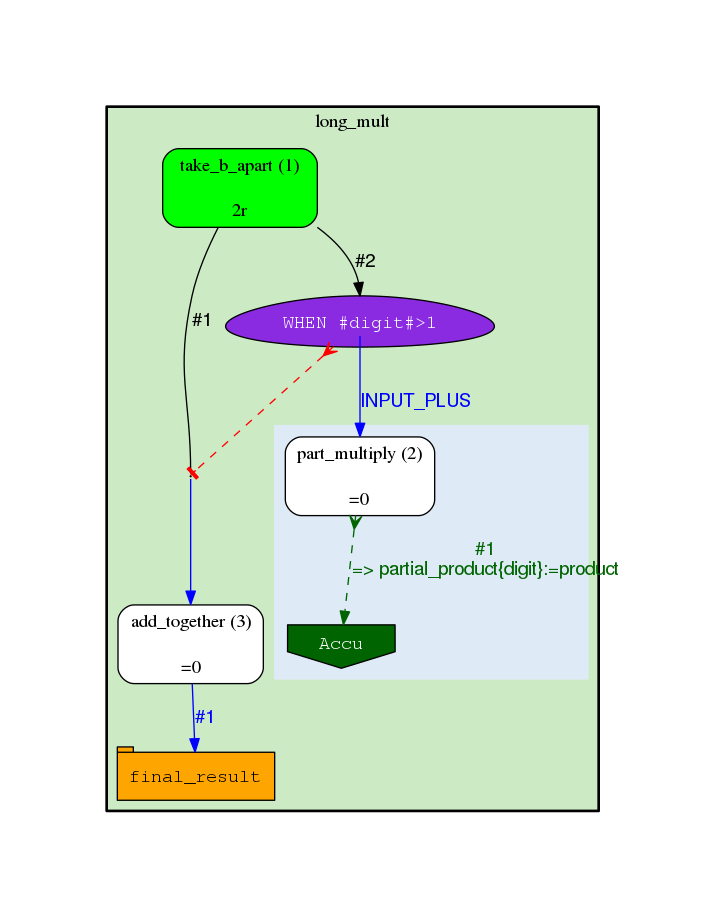 long_mult
take_b_apart (1)
2r
#2
#1
WHEN #digit#>1
INPUT_PLUS
part_multiply (2)
=0
#1
=> partial_product{digit}:=product
add_together (3)
=0
Accu
#1
final_result